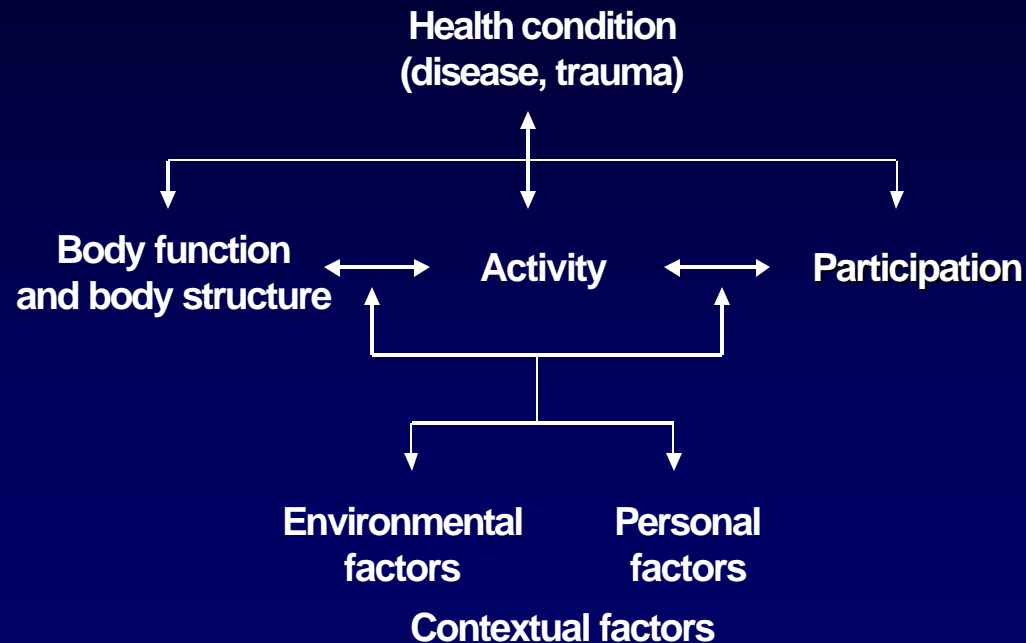 Health condition
(disease, trauma)
Body function
and body structure
Activity
Participation
Environmental
factors
Personal
factors
Contextual factors